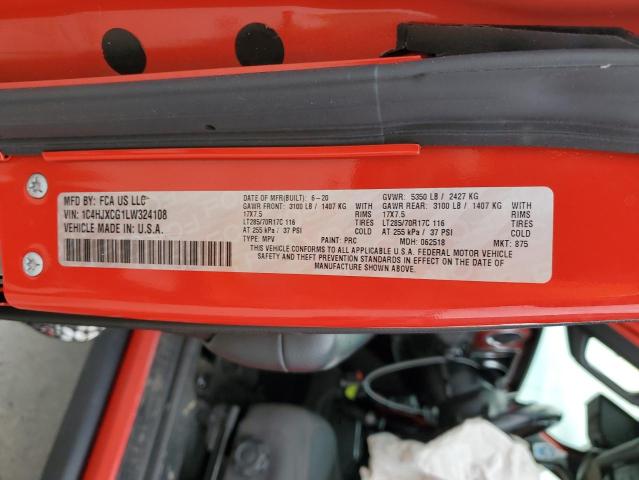 MFD BY: FCA US LLC
VIN: 1C4HJXCG1LW324108
VEHICLE MADE IN: U.S.A.
DATE OF MFR(BUILT): 6-20 GVWR: 5350 LB / 2427 KG
GAWR FRONT: 3100 LB / 1407 KG WITH GAWR REAR: 3100 LB / 1407 KG WITH
17X7.5 RIMS 17X7.5 RIMS
LT285/70R17C 116 TIRES LT285/70R17C 116 TIRES
AT 255 kPa / 37 PSI COLD AT 255 kPa / 37 PSI COLD
TYPE: MPV PAINT: PRC MDH: 062518 MKT: 875
THIS VEHICLE CONFORMS TO ALL APPLICABLE U.S.A. FEDERAL MOTOR VEHICLE
SAFETY AND THEFT PREVENTION STANDARDS IN EFFECT ON THE DATE OF
MANUFACTURE SHOWN ABOVE.